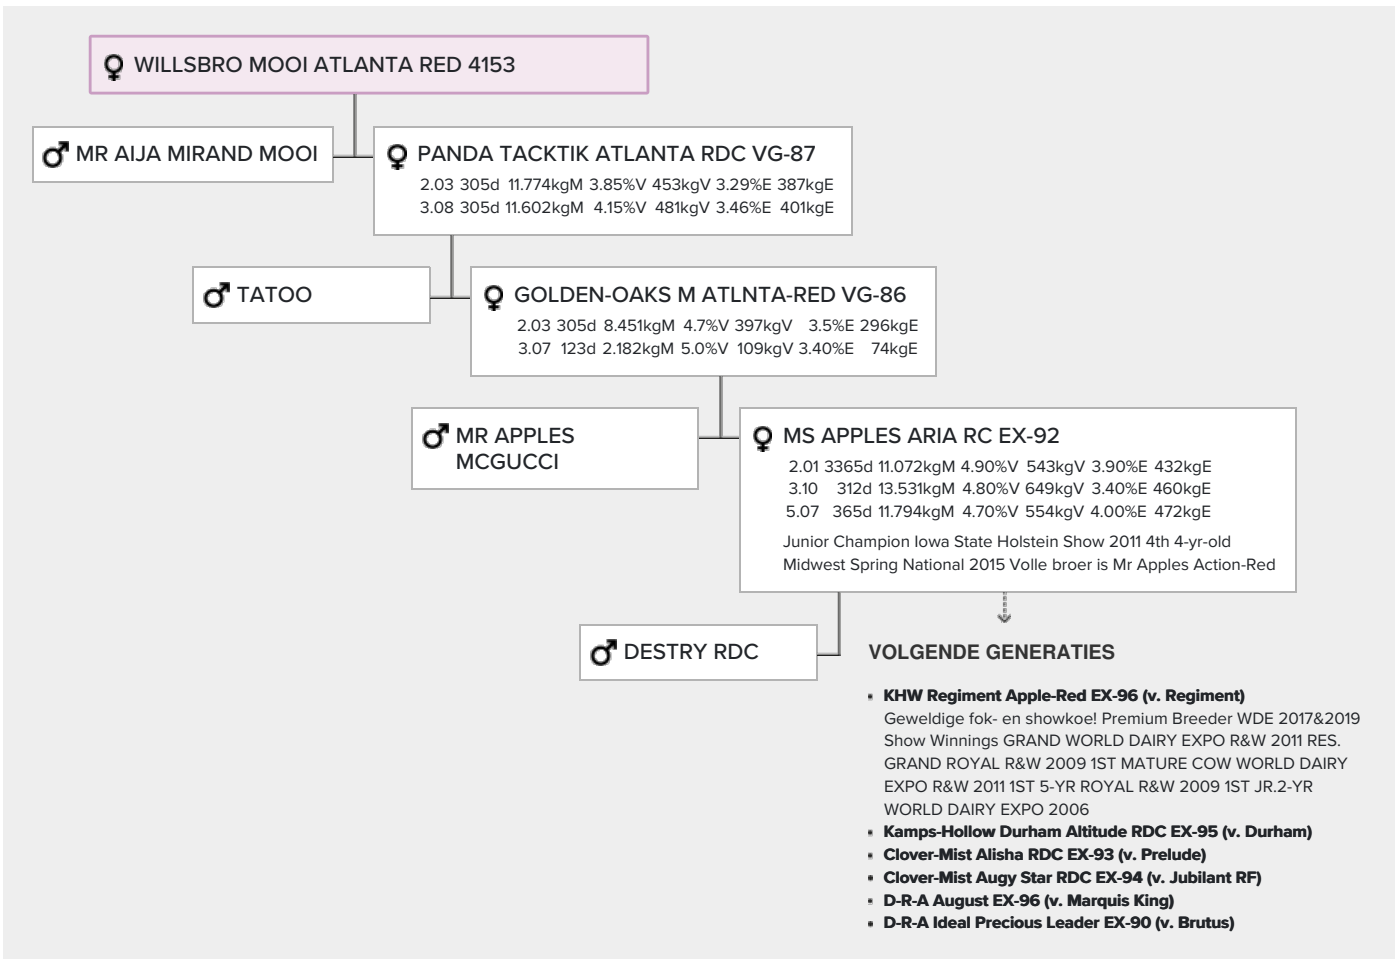 WILLSBRO MOOI ATLANTA RED 4153
MR AIJA MIRAND MOOI
PANDA TACKTIK ATLANTA RDC VG-87
2.03 305d 11.774kgM 3.85%V 453kgV 3.29%E 387kgE
3.08 305d 11.602kgM 4.15%V 481kgV 3.46%E 401kgE
TATOO
GOLDEN-OAKS M ATLNTA-RED VG-86
2.03 305d 8.451kgM 4.7%V 397kgV 3.5%E 296kgE
3.07 123d 2.182kgM 5.0%V 109kgV 3.40%E 74kgE
MR APPLES
MCGUCCI
MS APPLES ARIA RC EX-92
2.01 3365d 11.072kgM 4.90%V 543kgV 3.90%E 432kgE
3.10 312d 13.531kgM 4.80%V 649kgV 3.40%E 460kgE
5.07 365d 11.794kgM 4.70%V 554kgV 4.00%E 472kgE
Junior Champion Iowa State Holstein Show 2011 4th 4-yr-old
Midwest Spring National 2015 Volle broer is Mr Apples Action-Red
DESTRY RDC
VOLGENDE GENERATIES
KHW Regiment Apple-Red EX-96 (v. Regiment)
Geweldige fok- en showkoe! Premium Breeder WDE 2017&2019
Show Winnings GRAND WORLD DAIRY EXPO R&W 2011 RES.
GRAND ROYAL R&W 2009 1ST MATURE COW WORLD DAIRY
EXPO R&W 2011 1ST 5-YR ROYAL R&W 2009 1ST JR.2-YR
WORLD DAIRY EXPO 2006
Kamps-Hollow Durham Altitude RDC EX-95 (v. Durham)
Clover-Mist Alisha RDC EX-93 (v. Prelude)
Clover-Mist Augy Star RDC EX-94 (v. Jubilant RF)
D-R-A August EX-96 (v. Marquis King)
D-R-A Ideal Precious Leader EX-90 (v. Brutus)